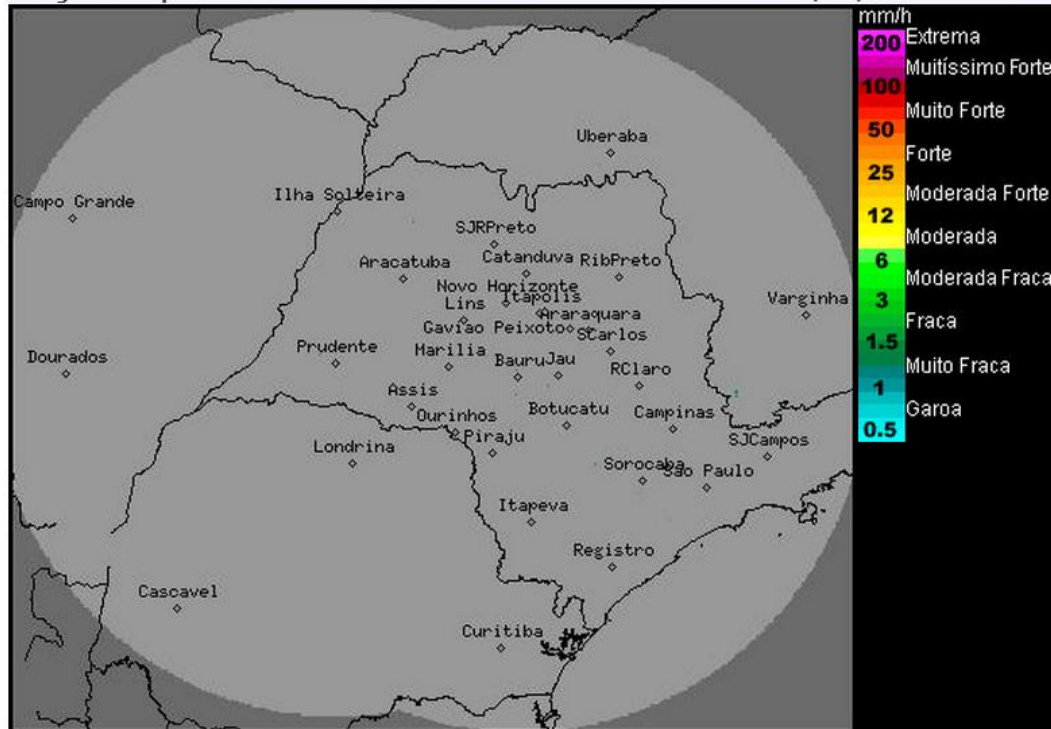 mm/h
200 Extrema
Muitíssimo Forte
100
Muito Forte
50
Forte
25
Moderada Forte
12
Moderada
6
Moderada Fraca
3
Fraca
1.5
Muito Fraca
1
Garoa
0.5
Uberaba
Campo Grande
Ilha Solteira
SJRPreto
Catanduva
RibPreto
Aracatuba
Novo Horizonte
Itapolis
Lins
Araraquara
Gaviao Peixoto
Varginha
Scarlos
Dourados
Prudente
Marilia
Bauru
Jau
RClaro
Assis
Ourinhos
Botucatu
Campinas
Londrina
Piraju
SJCampos
Sorocaba
Sao Paulo
Itapeva
Registro
Cascavel
Curitiba